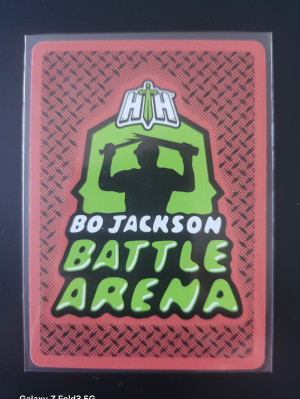 HTH
BO JACKSON
BATTLE
ARENA
Galaxy Z Fold3 5G